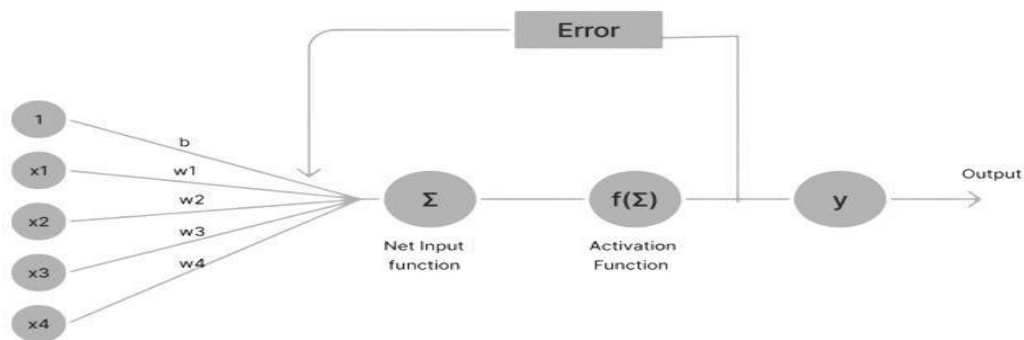 Error
1
b
x1
w1
x2
w2
x3
w3
x4
w4
Σ
Net Input
function
f(Σ)
Activation
Function
y
Output